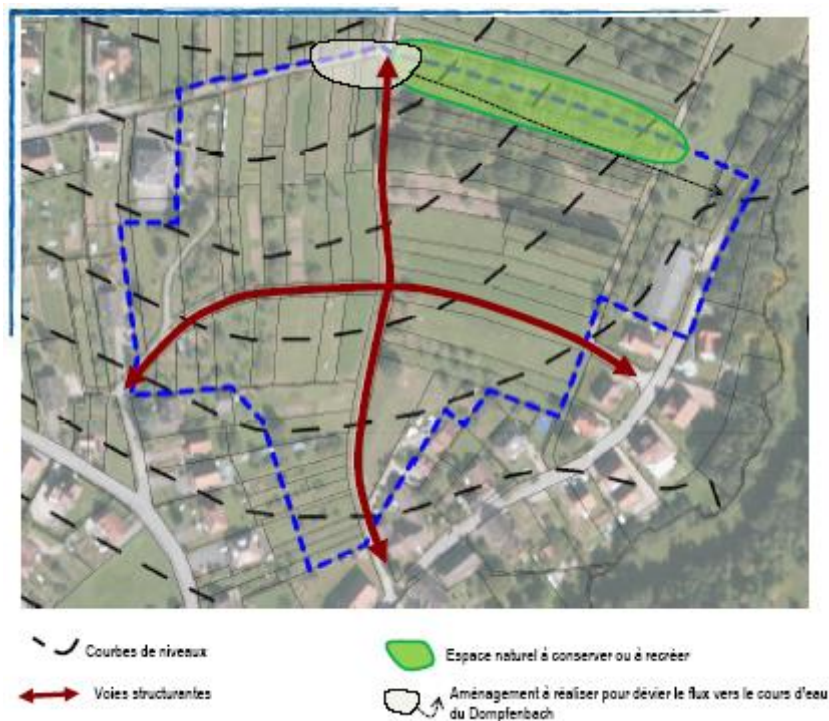 Courbes de niveaux
Espace naturel à conserver ou à recréer
Voies structurantes
Aménagement à réaliser pour dévier le flux vers le cours d'eau
du Dompfenbach